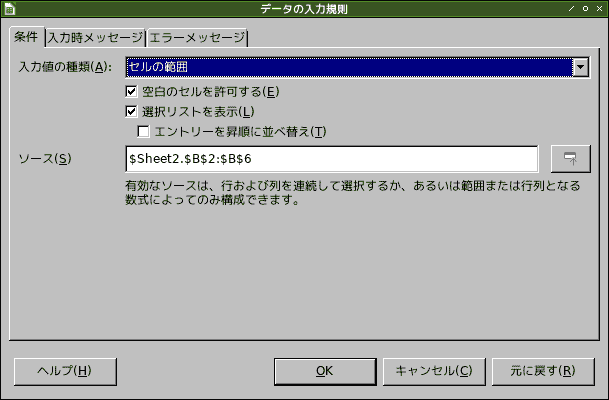 データの入力規則
条件 入力時メッセージ エラーメッセージ
入力値の種類(A): セルの範囲
空白のセルを許可する(E)
選択リストを表示(L)
エントリーを昇順に並べ替え(T)
ソース(S) $Sheet2.$B$2:$B$6
有効なソースは、行および列を連続して選択するか、あるいは範囲または行列となる
数式によってのみ構成できます。
ヘルプ(H) OK キャンセル(C) 元に戻す(R)